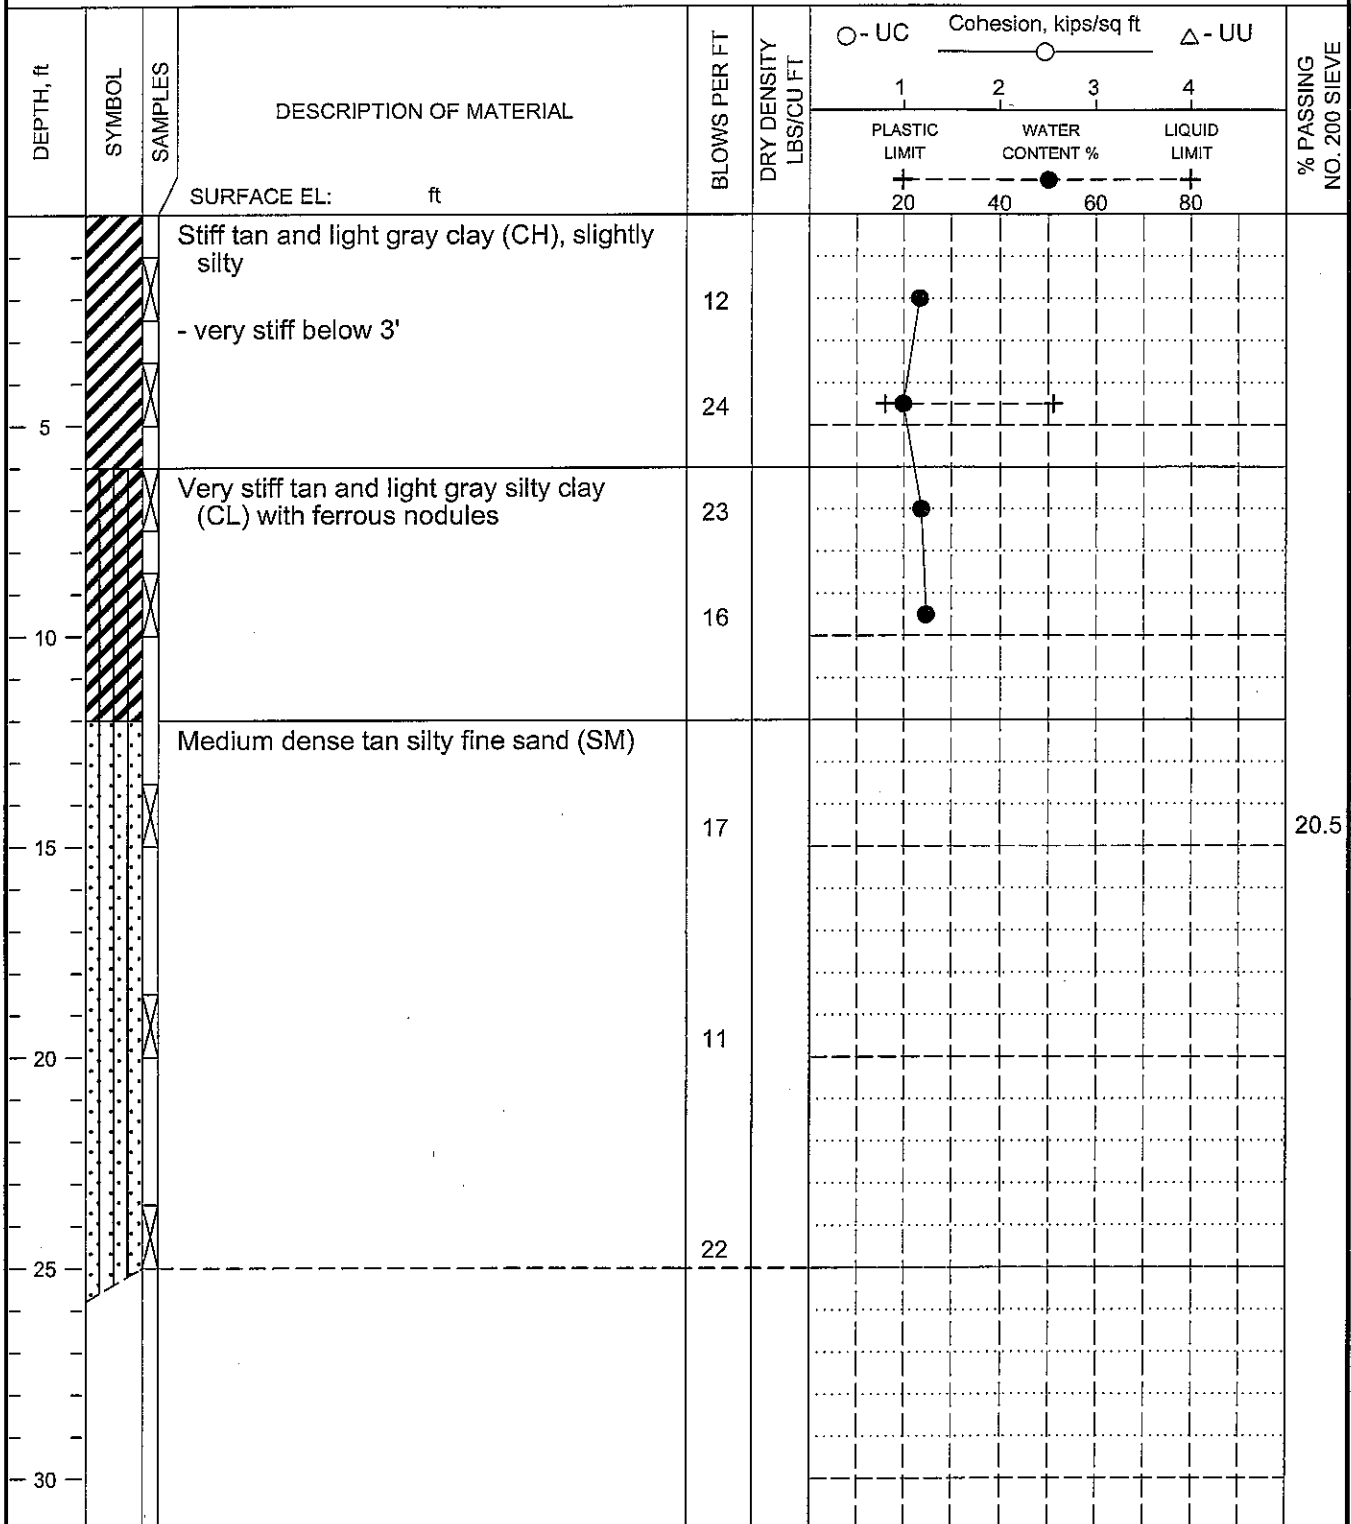 DEPTH, ft
SYMBOL
SAMPLES
DESCRIPTION OF MATERIAL
SURFACE EL: ft
BLOWS PER FT
DRY DENSITY
LBS/CU FT
- UC
Cohesion, kips/sq ft
- UU
1 2 3 4
PLASTIC
LIMIT
WATER
CONTENT %
LIQUID
LIMIT
20 40 60 80
% PASSING
NO. 200 SIEVE
Stiff tan and light gray clay (CH), slightly
silty
12
- very stiff below 3'
24
5
Very stiff tan and light gray silty clay
(CL) with ferrous nodules
23
16
10
Medium dense tan silty fine sand (SM)
17
20.5
15
11
20
22
25
30